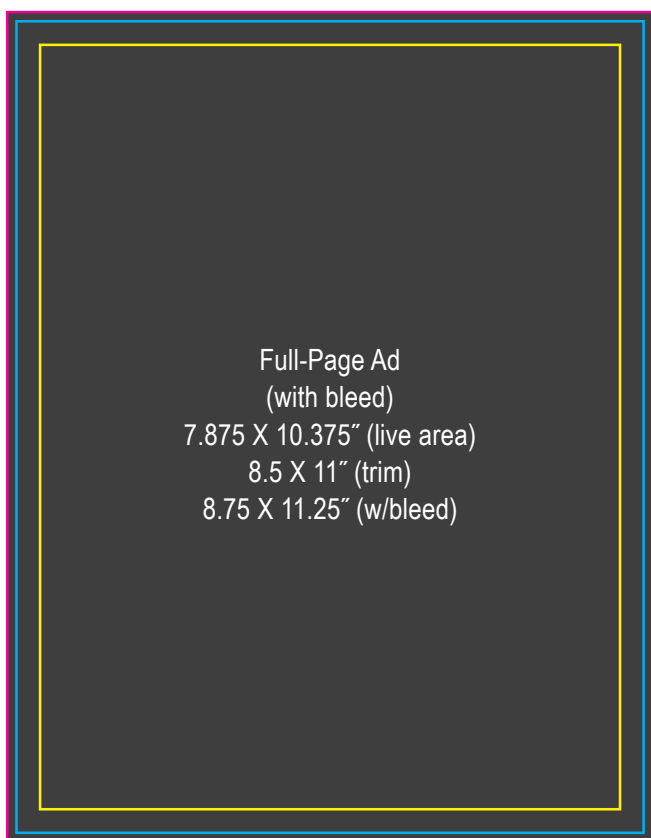 Full-Page Ad
(with bleed)
7.875 X 10.375˝ (live area)
8.5 X 11˝ (trim)
8.75 X 11.25˝ (w/bleed)